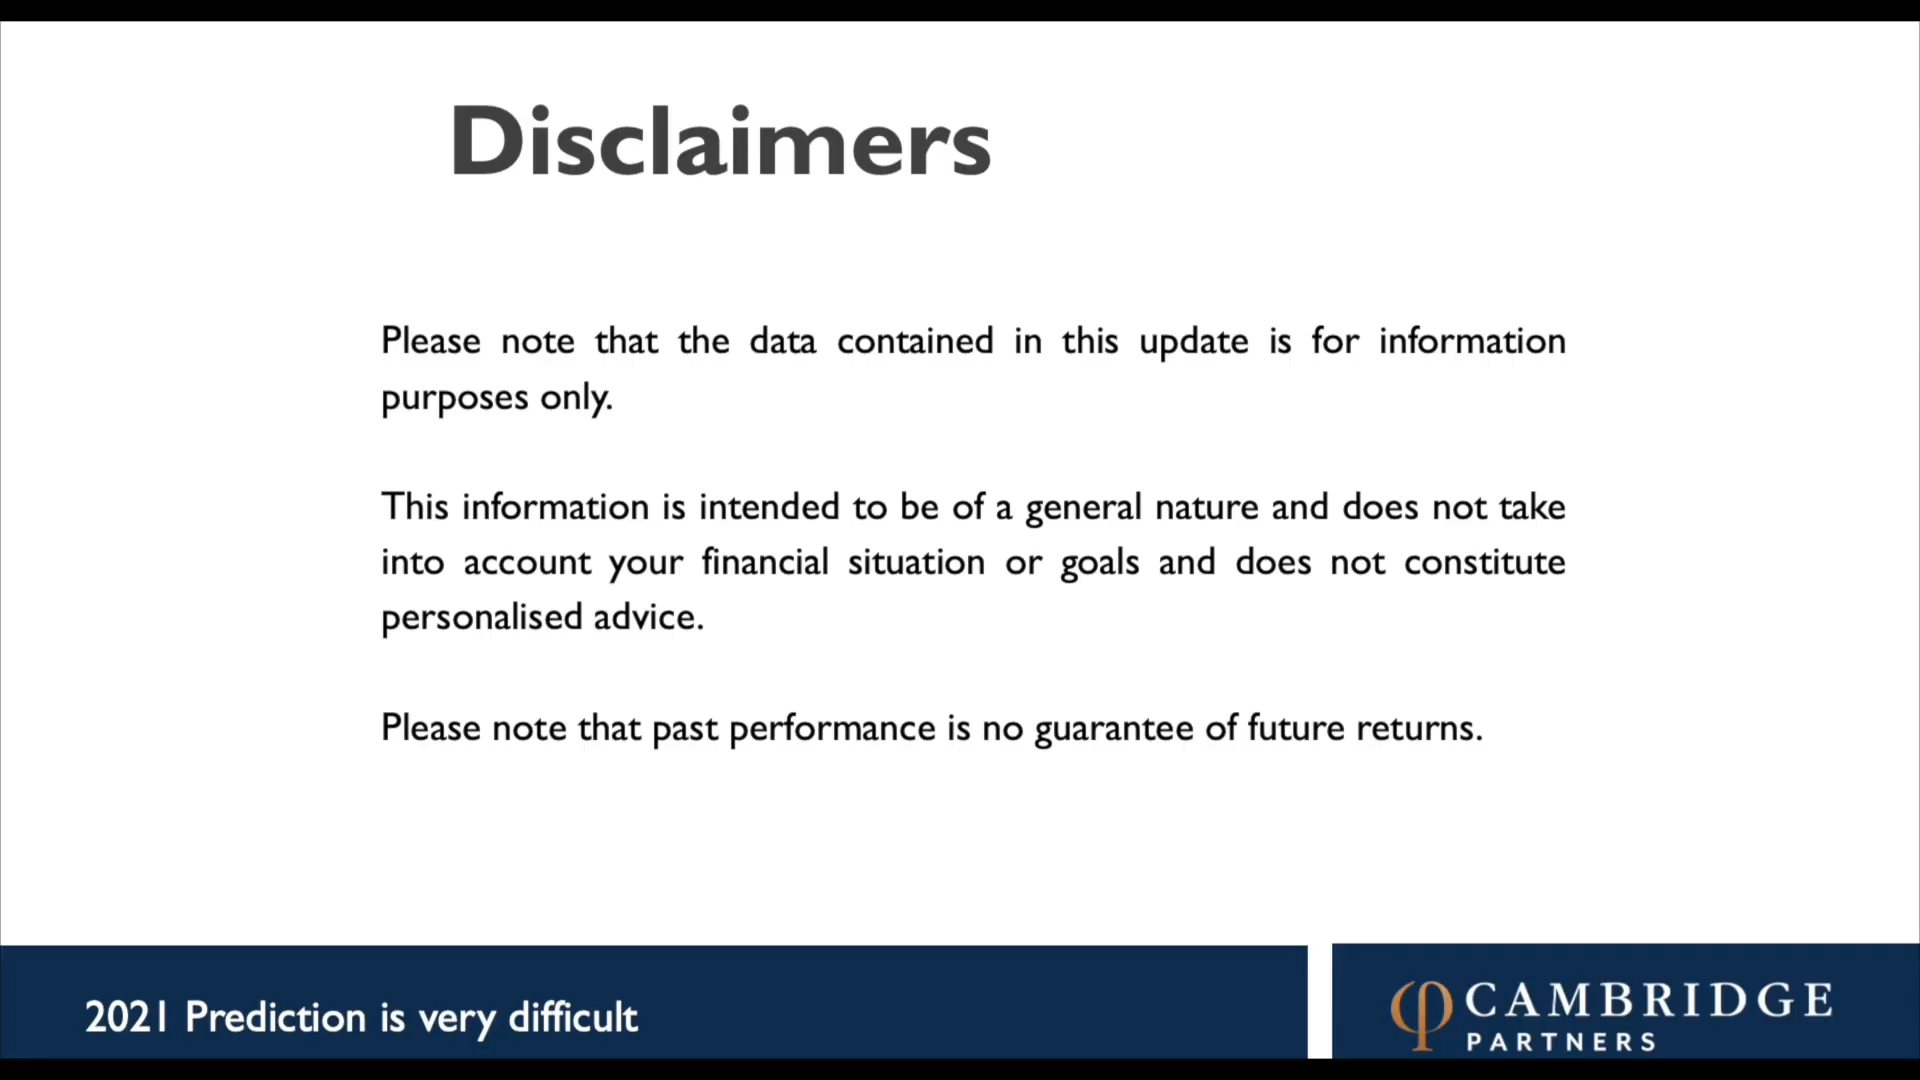 Disclaimers
Please note that the data contained in this update is for information
purposes only.
This information is intended to be of a general nature and does not take
into account your financial situation or goals and does not constitute
personalised advice.
Please note that past performance is no guarantee of future returns.
2021 Prediction is very difficult
CAMBRIDGE
PARTNERS